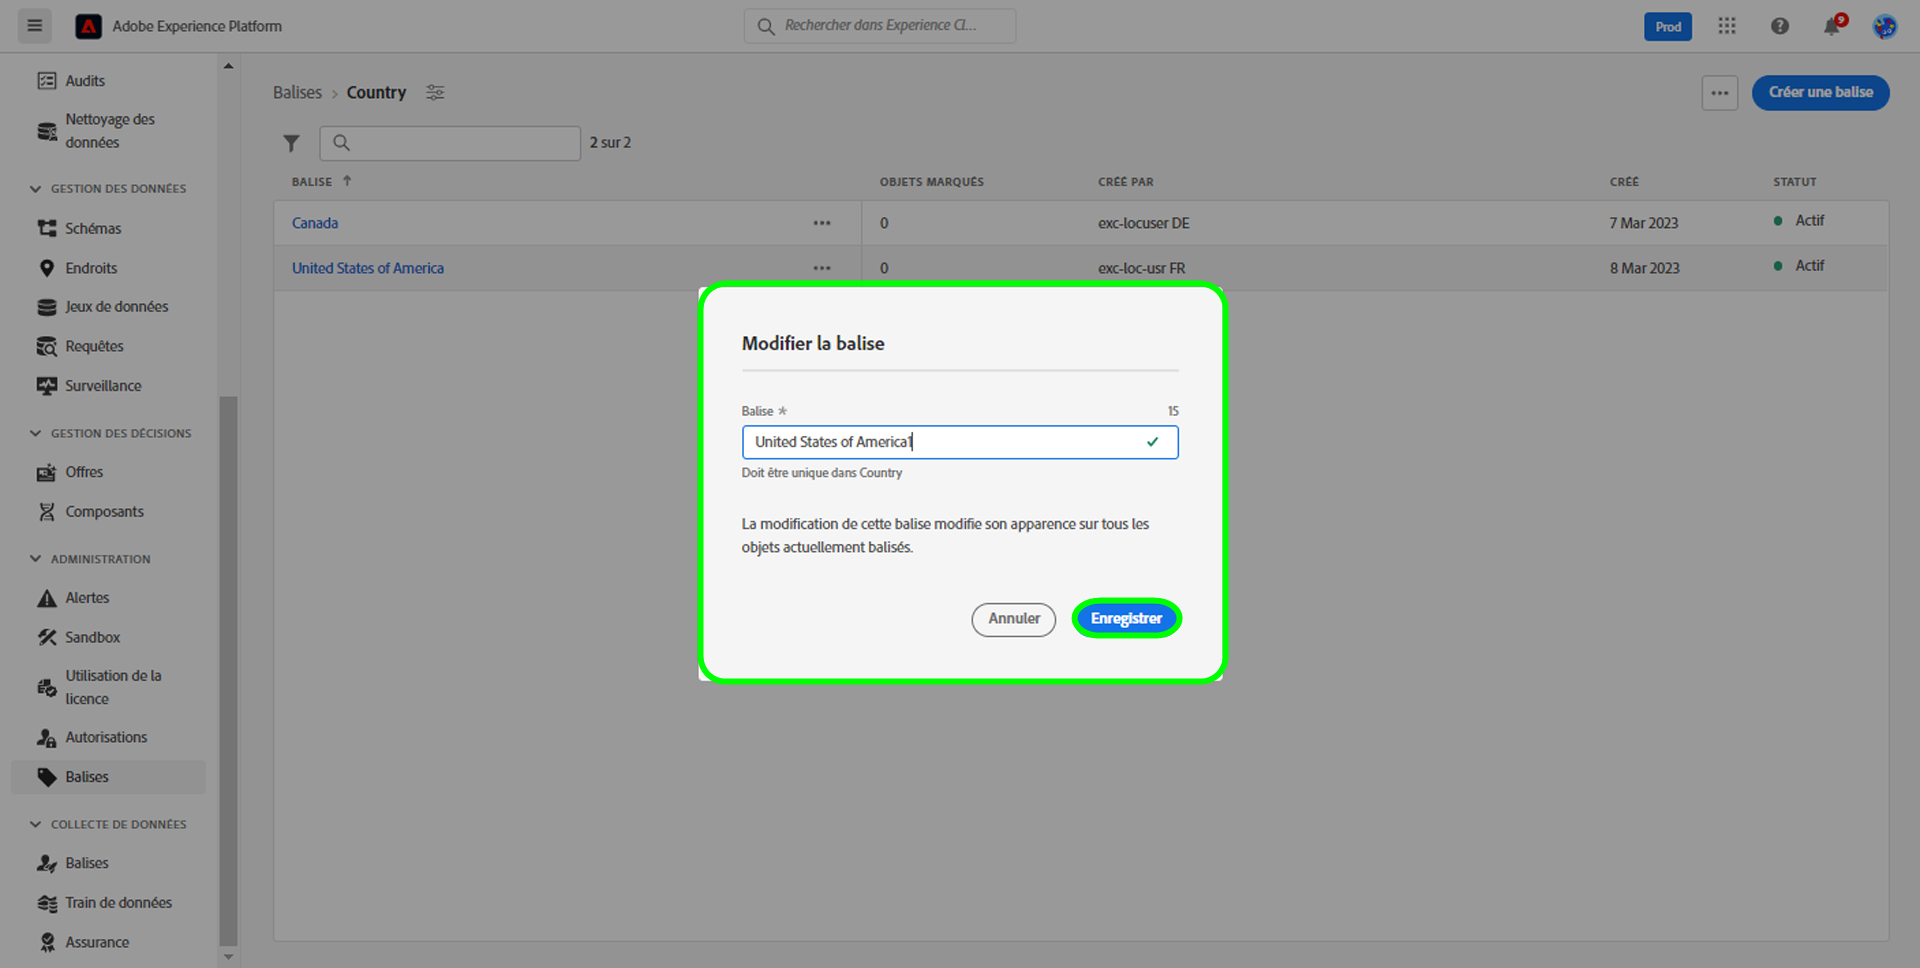 Adobe Experience Platform
Rechercher dans Experience Cl...
Prod
9
Audits
Nettoyage des
données
GESTION DES DONNÉES
Schémas
Endroits
Jeux de données
Requêtes
Surveillance
GESTION DES DÉCISIONS
Offres
Composants
ADMINISTRATION
Alertes
Sandbox
Utilisation de la
licence
Autorisations
Balises
COLLECTE DE DONNÉES
Balises
Train de données
Assurance
Balises > Country
Créer une balise
2 sur 2
BALISE OBJETS MARQUÉS CRÉÉ PAR CRÉÉ STATUT
Canada 0 exc-locuser DE 7 Mar 2023 Actif
United States of America 0 exc-loc-usr FR 8 Mar 2023 Actif
Modifier la balise
Balise * 15
United States of America1
Doit être unique dans Country
La modification de cette balise modifie son apparence sur tous les
objets actuellement balisés.
Annuler Enregistrer